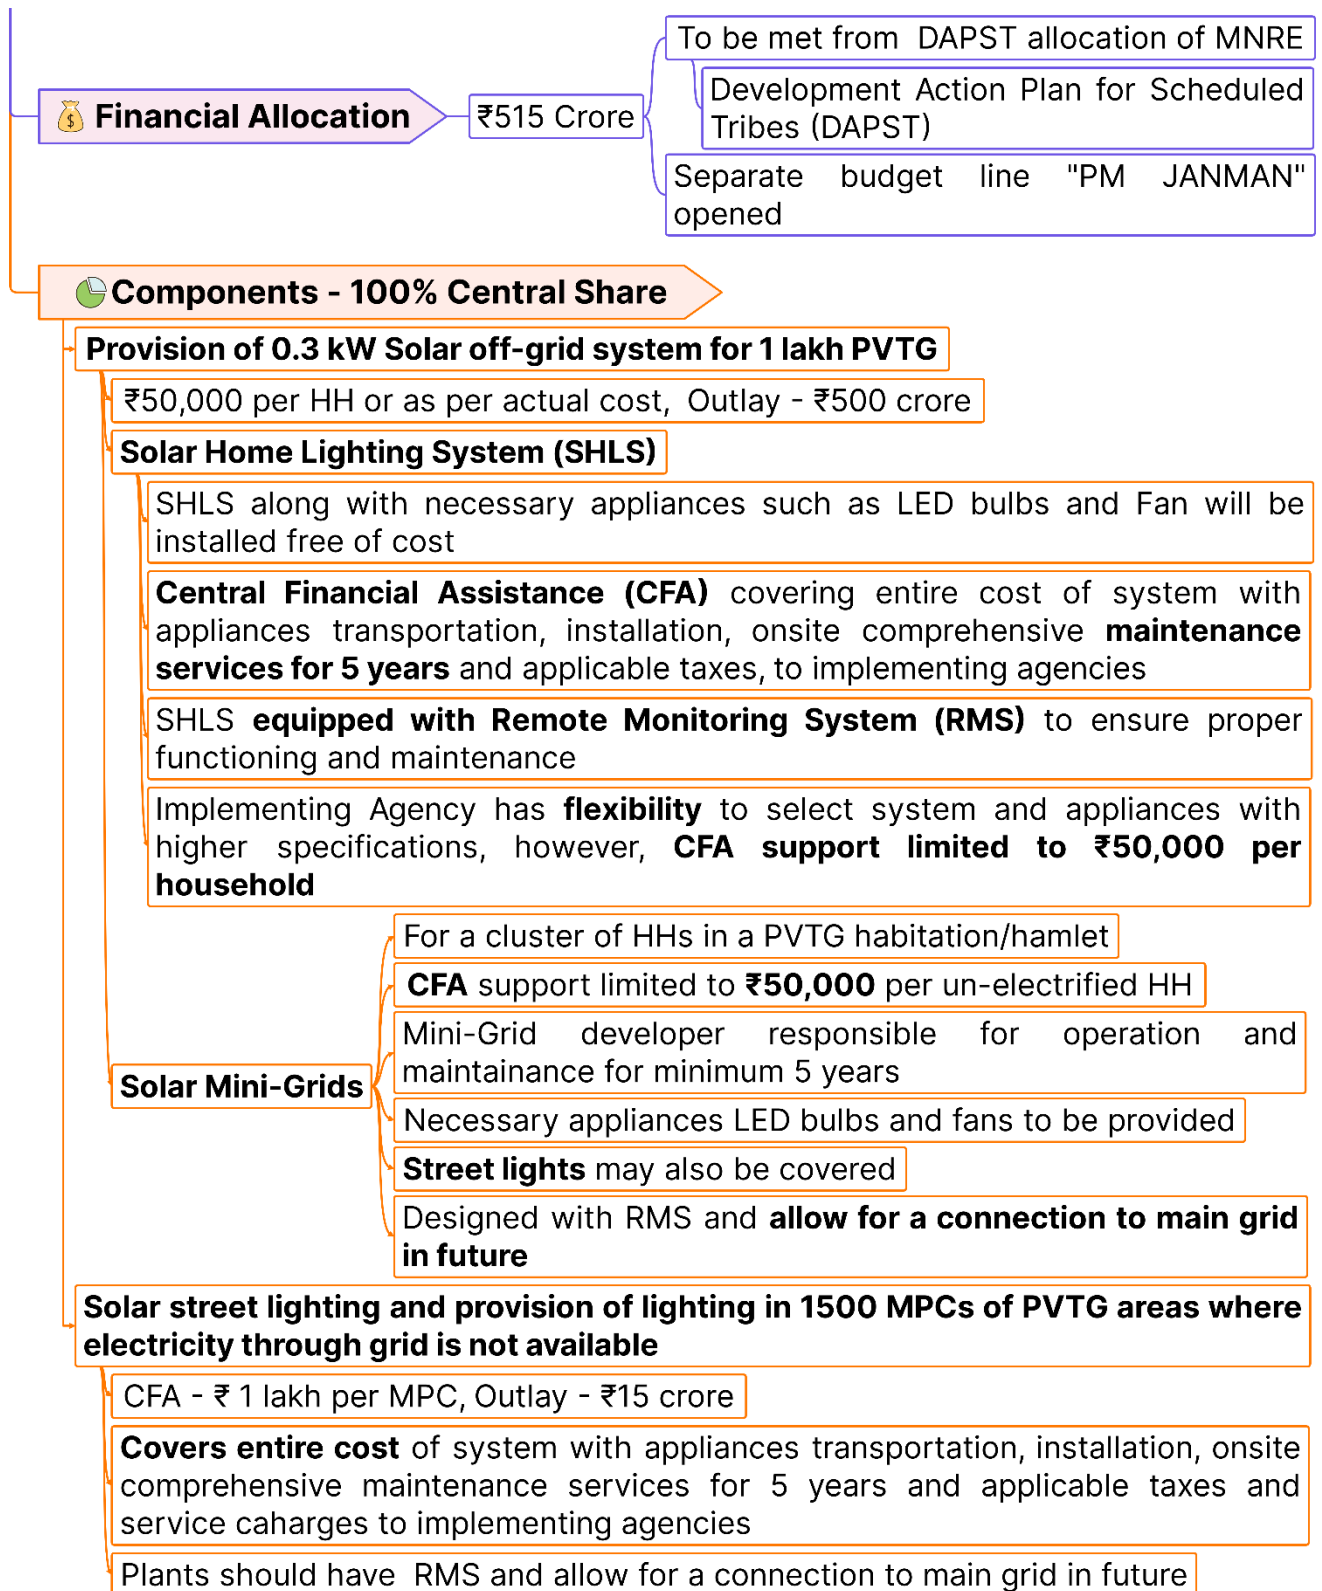 To be met from DAPST allocation of MNRE
Development Action Plan for Scheduled
Tribes (DAPST)
Financial Allocation
₹515 Crore
Separate budget line "PM JANMAN"
opened
Components - 100% Central Share
Provision of 0.3 kW Solar off-grid system for 1 lakh PVTG
₹50,000 per HH or as per actual cost, Outlay - ₹500 crore
Solar Home Lighting System (SHLS)
SHLS along with necessary appliances such as LED bulbs and Fan will be
installed free of cost
Central Financial Assistance (CFA) covering entire cost of system with
appliances transportation, installation, onsite comprehensive maintenance
services for 5 years and applicable taxes, to implementing agencies
SHLS equipped with Remote Monitoring System (RMS) to ensure proper
functioning and maintenance
Implementing Agency has flexibility to select system and appliances with
higher specifications, however, CFA support limited to ₹50,000 per
household
Solar Mini-Grids
For a cluster of HHs in a PVTG habitation/hamlet
CFA support limited to ₹50,000 per un-electrified HH
Mini-Grid developer responsible for operation and
maintainance for minimum 5 years
Necessary appliances LED bulbs and fans to be provided
Street lights may also be covered
Designed with RMS and allow for a connection to main grid
in future
Solar street lighting and provision of lighting in 1500 MPCs of PVTG areas where
electricity through grid is not available
CFA - ₹ 1 lakh per MPC, Outlay - ₹15 crore
Covers entire cost of system with appliances transportation, installation, onsite
comprehensive maintenance services for 5 years and applicable taxes and
service caharges to implementing agencies
Plants should have RMS and allow for a connection to main grid in future